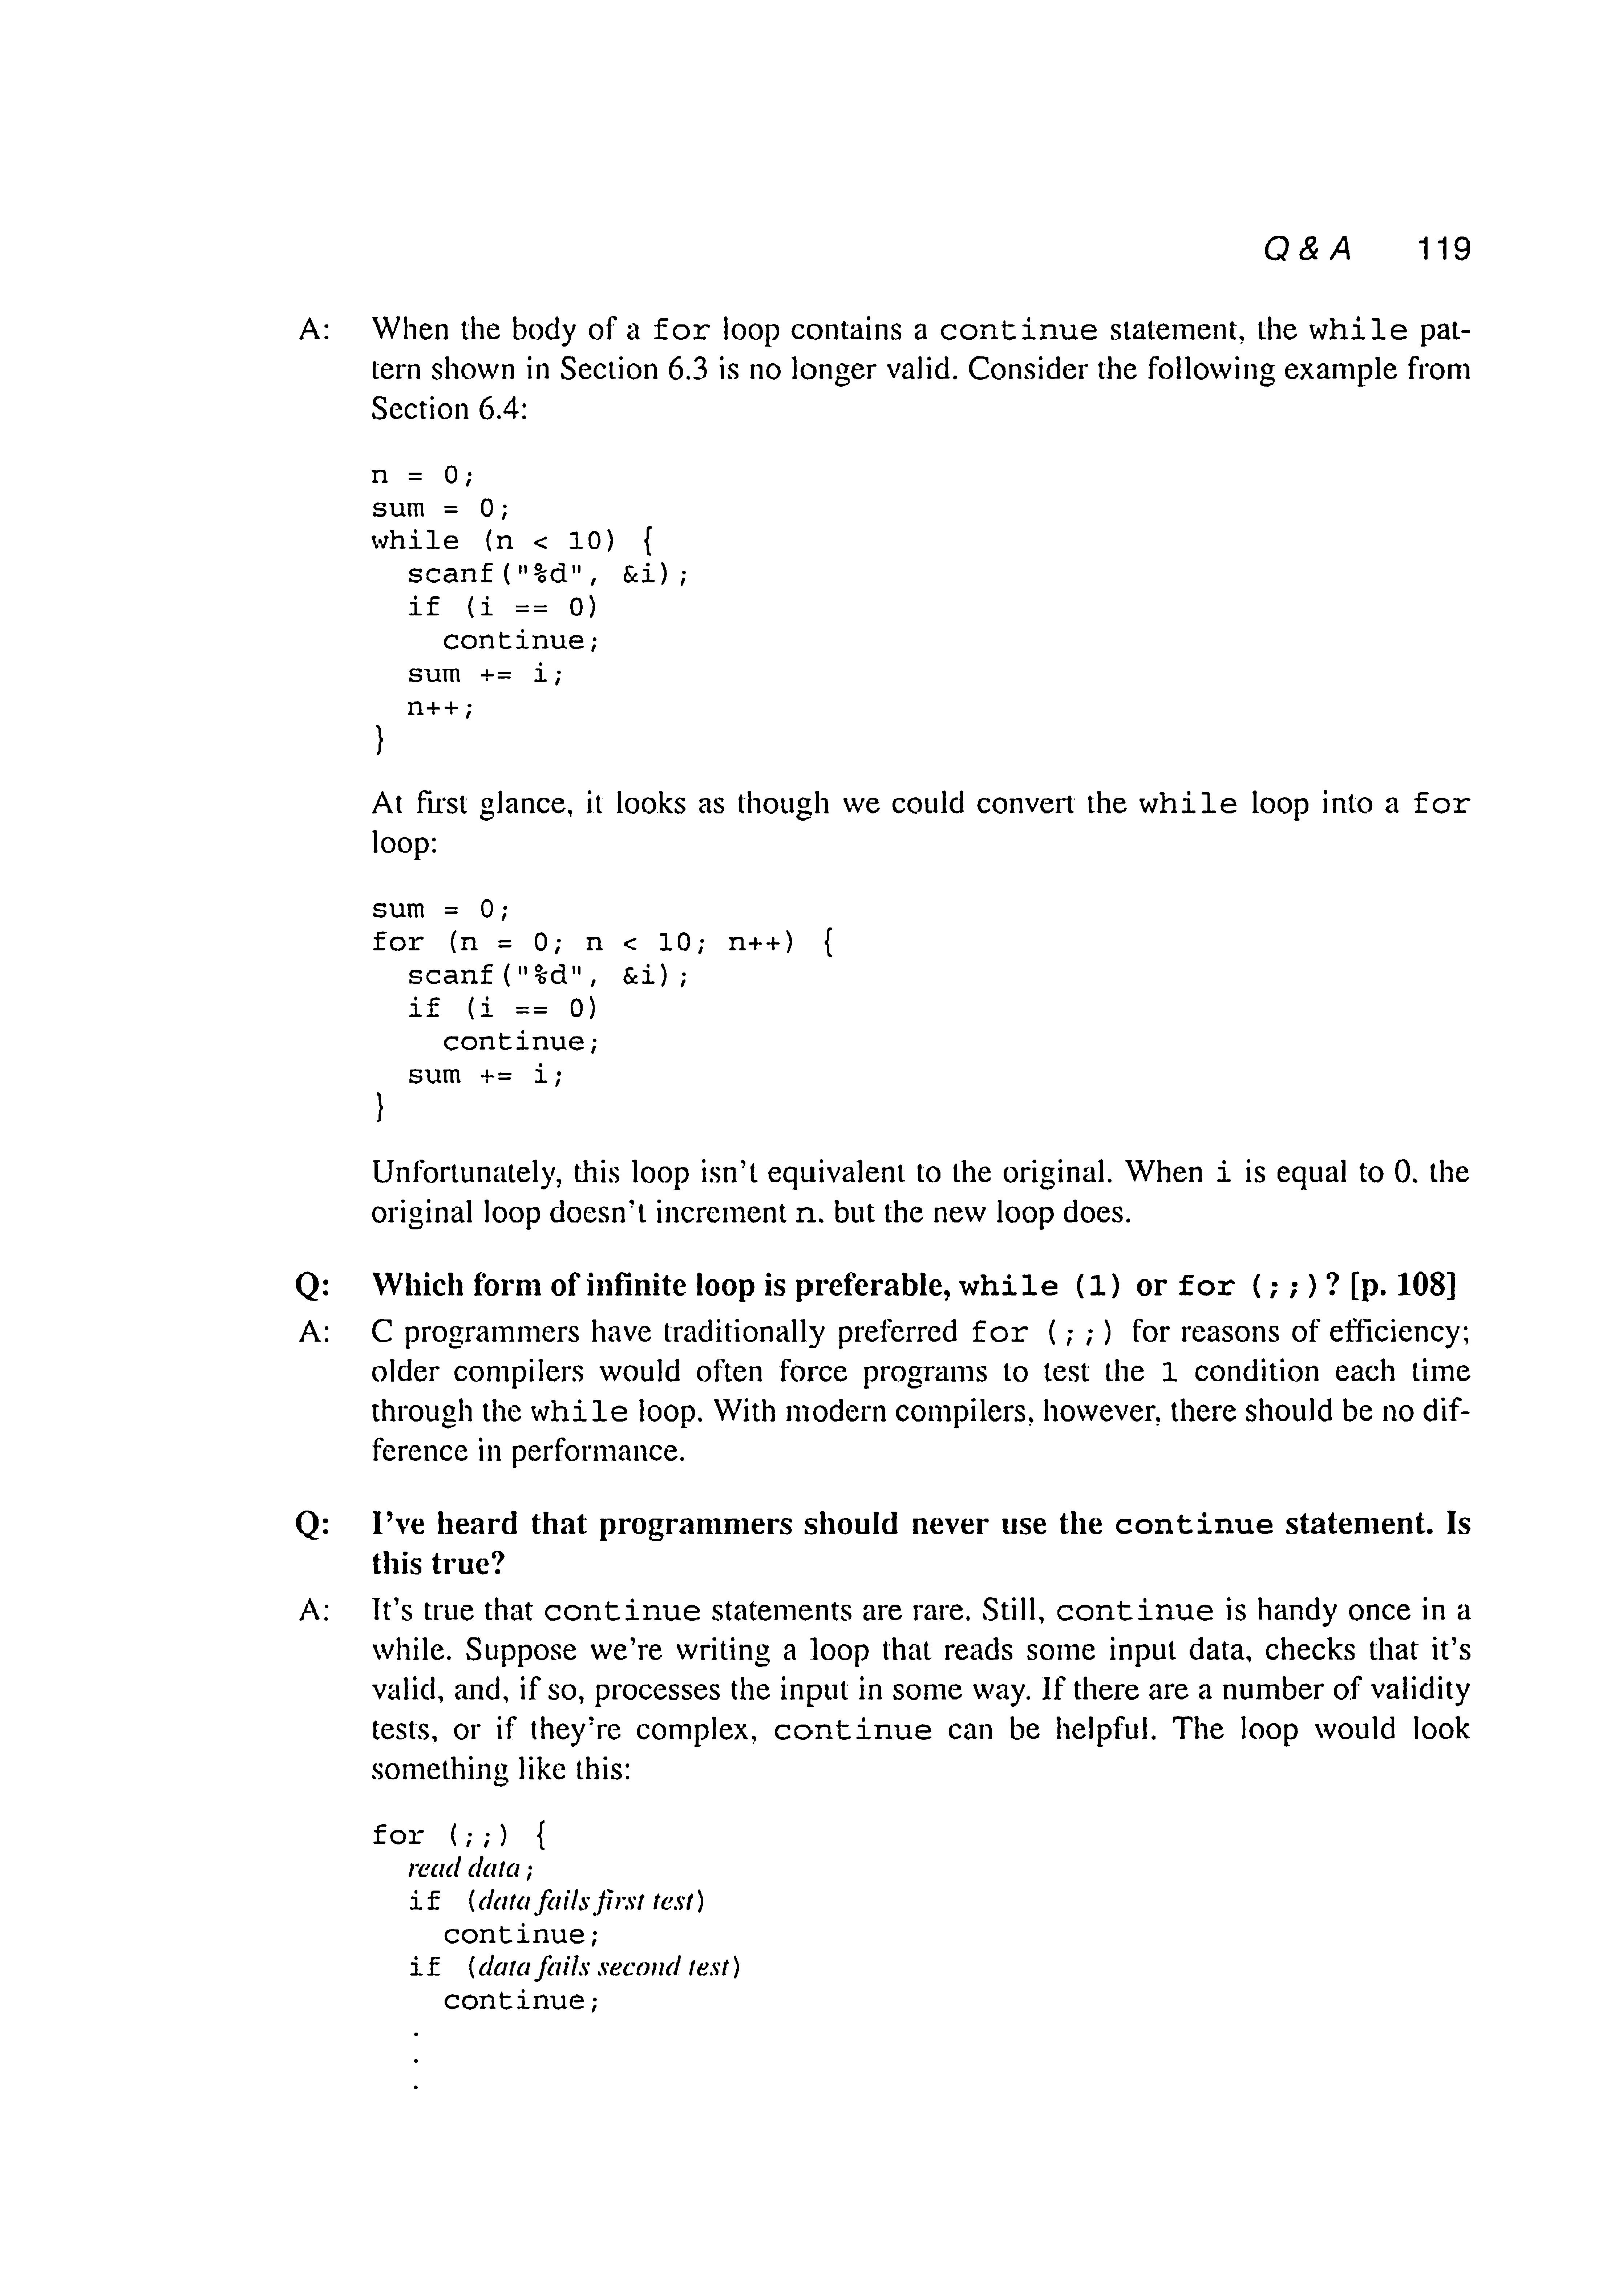 Q & A 119
A: When the body of a for loop contains a continue statement, the while pat-
tern shown in Section 6.3 is no longer valid. Consider the following example from
Section 6.4:
n = 0;
sum = 0;
while (n < 10) {
  scanf("%d", &i);
  if (i == 0)
    continue;
  sum += i;
  n++;
}
At first glance, it looks as though we could convert the while loop into a for
loop:
sum = 0;
for (n = 0; n < 10; n++) {
  scanf("%d", &i);
  if (i == 0)
    continue;
  sum += i;
}
Unfortunately, this loop isn't equivalent to the original. When i is equal to 0, the
original loop doesn't increment n, but the new loop does.
Q: Which form of infinite loop is preferable, while (1) or for (;;)? [p. 108]
A: C programmers have traditionally preferred for (;;) for reasons of efficiency;
older compilers would often force programs to test the 1 condition each time
through the while loop. With modern compilers, however, there should be no dif-
ference in performance.
Q: I've heard that programmers should never use the continue statement. Is
this true?
A: It's true that continue statements are rare. Still, continue is handy once in a
while. Suppose we're writing a loop that reads some input data, checks that it's
valid, and, if so, processes the input in some way. If there are a number of validity
tests, or if they're complex, continue can be helpful. The loop would look
something like this:
for (;;) {
  read data;
  if (data fails first test)
    continue;
  if (data fails second test)
    continue;
  .
  .
  .